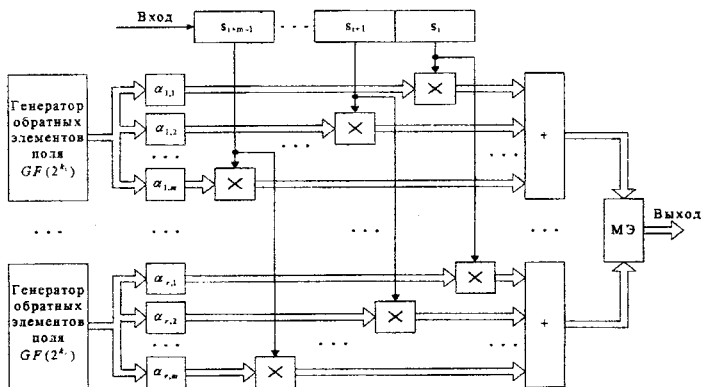 Вход
s_{i+m-1} · · · s_{i+1} s_i
Генератор
обратных
элементов
поля
GF(2^{k_1})
α_{1,1}
×
α_{1,2}
×
· · ·
α_{1,m}
×
+
МЭ
Выход
· · · · · · · · · · · ·
Генератор
обратных
элементов
поля
GF(2^{k_r})
α_{r,1}
×
α_{r,2}
×
· · ·
α_{r,m}
×
+